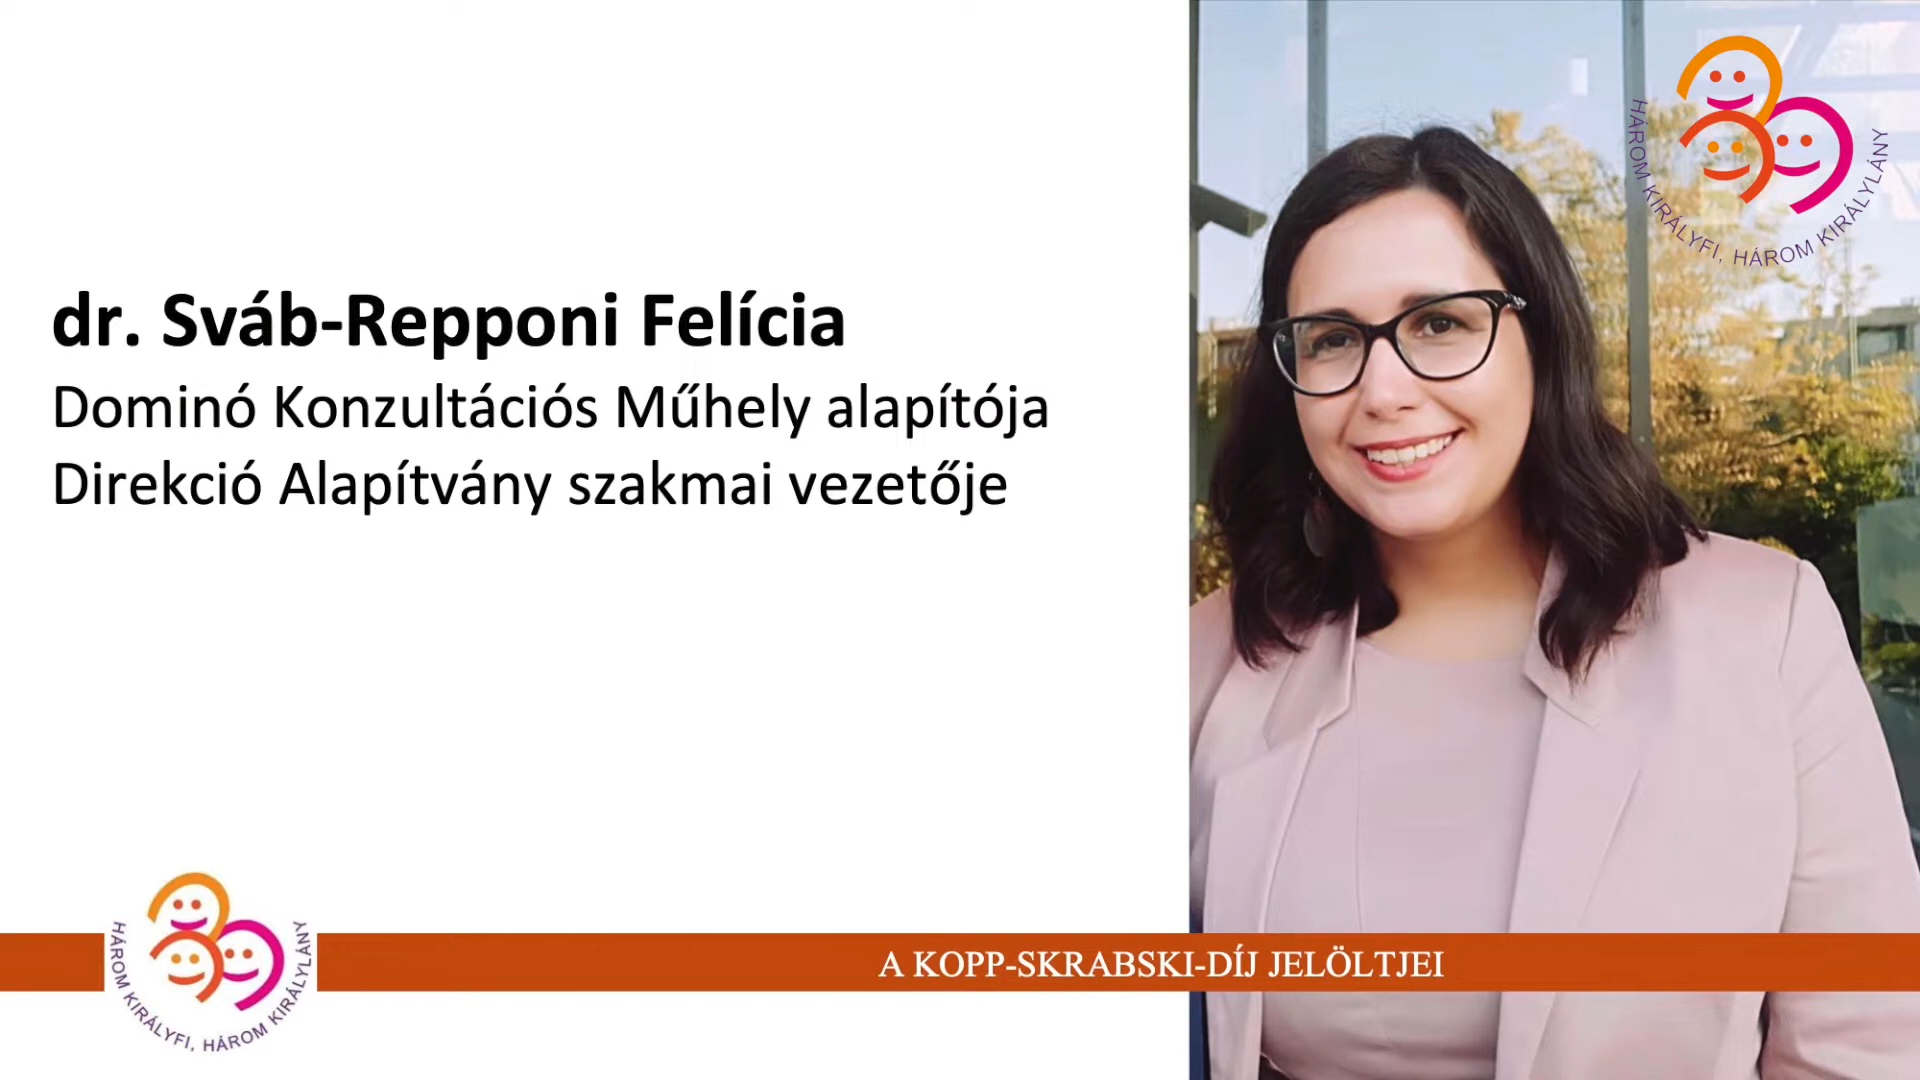 dr. Sváb-Repponi Felícia
Dominó Konzultációs Műhely alapítója
Direkció Alapítvány szakmai vezetője
HÁROM KIRÁLYFI, HÁROM KIRÁLYLÁNY
HÁROM KIRÁLYFI, HÁROM KIRÁLYLÁNY
A KOPP-SKRABSKI-DÍJ JELÖLTJEI